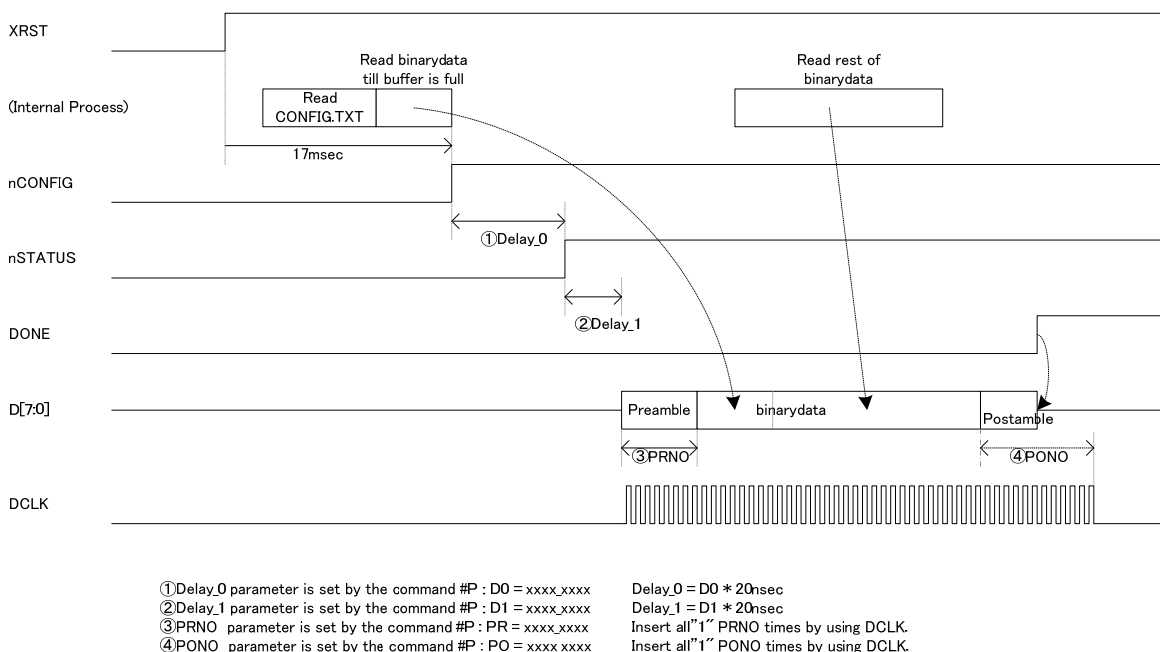 XRST
Read binarydata
till buffer is full
Read rest of
binarydata
(Internal Process)
Read
CONFIG.TXT
17msec
nCONFIG
①Delay_0
nSTATUS
②Delay_1
DONE
D[7:0]
Preamble
binarydata
Postamble
③PRNO
④PONO
DCLK
①Delay_0 parameter is set by the command #P : D0 = xxxx_xxxx Delay_0 = D0 * 20nsec
②Delay_1 parameter is set by the command #P : D1 = xxxx_xxxx Delay_1 = D1 * 20nsec
③PRNO parameter is set by the command #P : PR = xxxx_xxxx Insert all"1" PRNO times by using DCLK.
④PONO parameter is set by the command #P : PO = xxxx xxxx Insert all"1" PONO times by using DCLK.